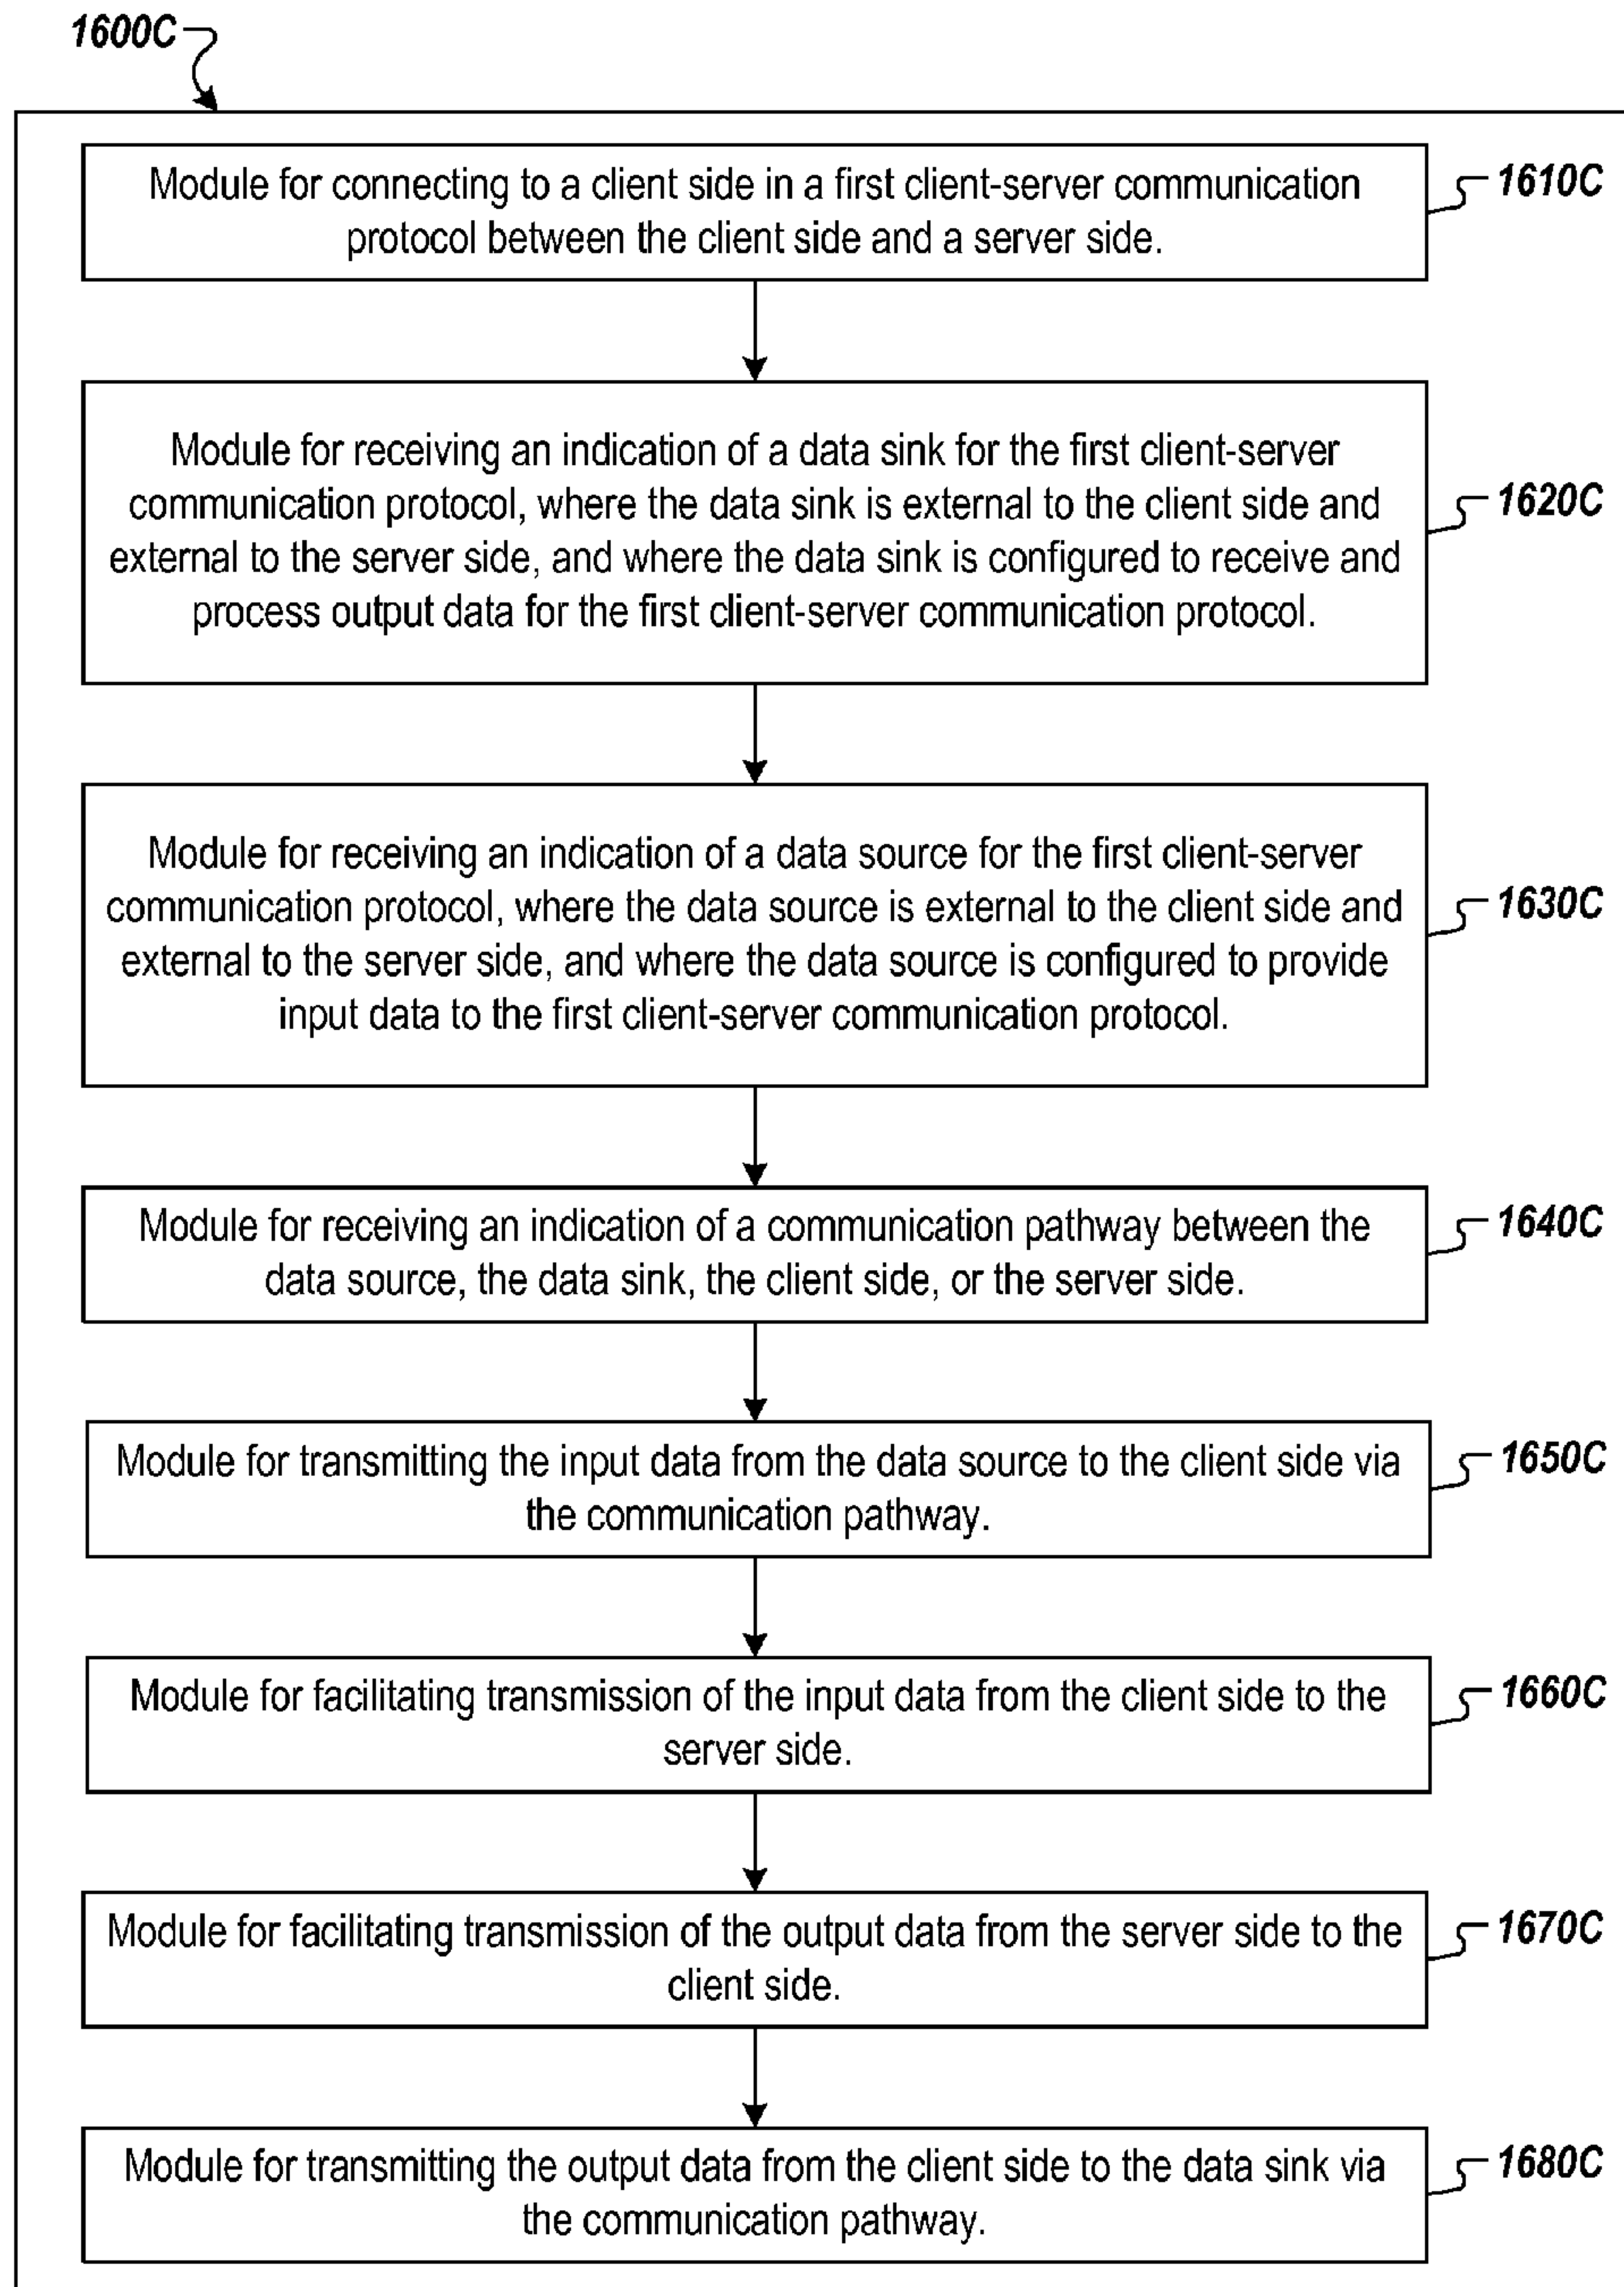 1600C
Module for connecting to a client side in a first client-server communication
protocol between the client side and a server side.
1610C
Module for receiving an indication of a data sink for the first client-server
communication protocol, where the data sink is external to the client side and
external to the server side, and where the data sink is configured to receive and
process output data for the first client-server communication protocol.
1620C
Module for receiving an indication of a data source for the first client-server
communication protocol, where the data source is external to the client side and
external to the server side, and where the data source is configured to provide
input data to the first client-server communication protocol.
1630C
Module for receiving an indication of a communication pathway between the
data source, the data sink, the client side, or the server side.
1640C
Module for transmitting the input data from the data source to the client side via
the communication pathway.
1650C
Module for facilitating transmission of the input data from the client side to the
server side.
1660C
Module for facilitating transmission of the output data from the server side to the
client side.
1670C
Module for transmitting the output data from the client side to the data sink via
the communication pathway.
1680C